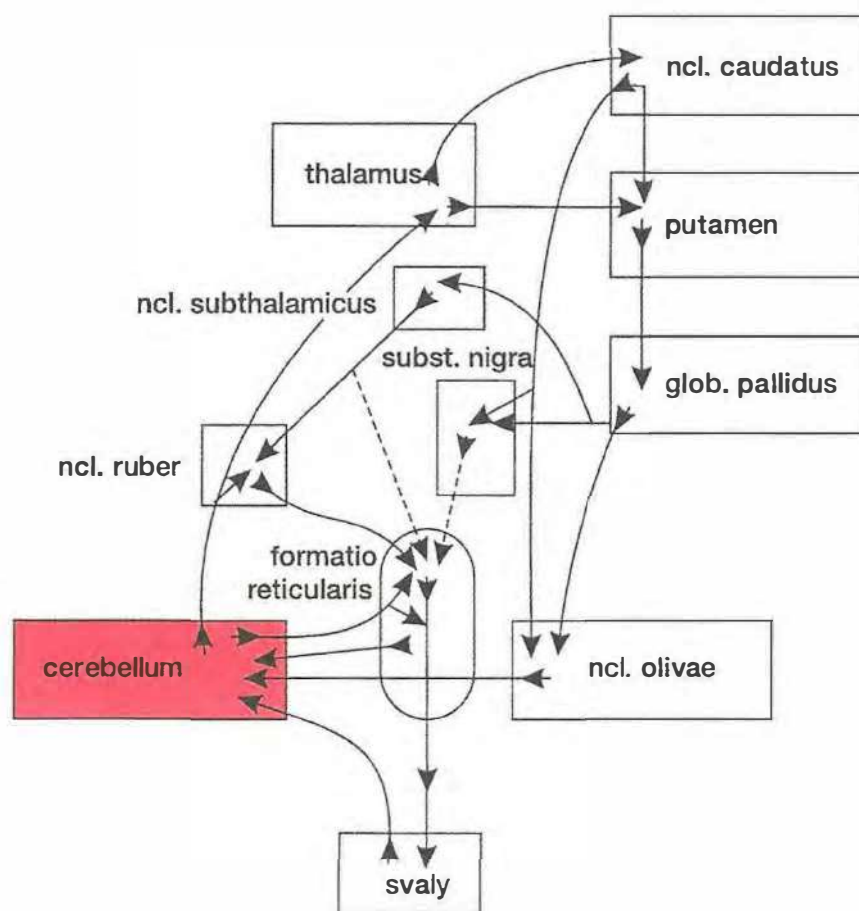 ncl. caudatus
thalamus
putamen
ncl. subthalamicus
subst. nigra
glob. pallidus
ncl. ruber
formatio
reticularis
cerebellum
ncl. olivae
svaly